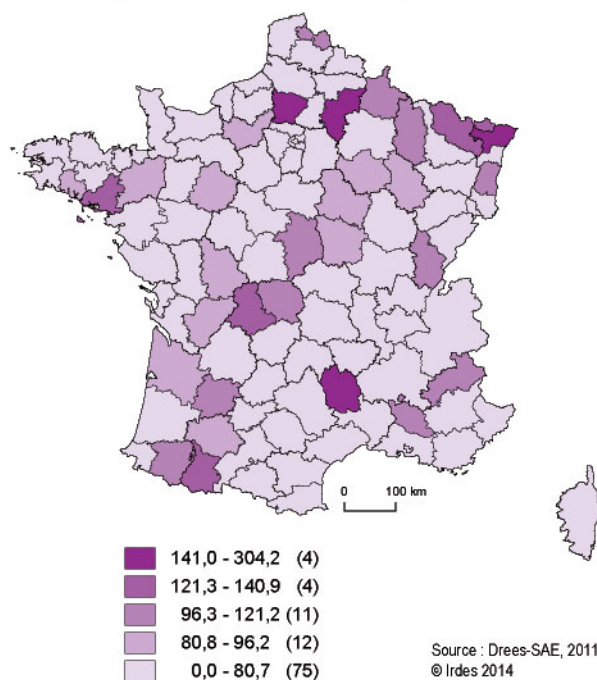 0 100 km
141,0 - 304,2 (4)
121,3 - 140,9 (4)
96,3 - 121,2 (11)
80,8 - 96,2 (12)
0,0 - 80,7 (75)
Source : Drees-SAE, 2011
© Irdes 2014